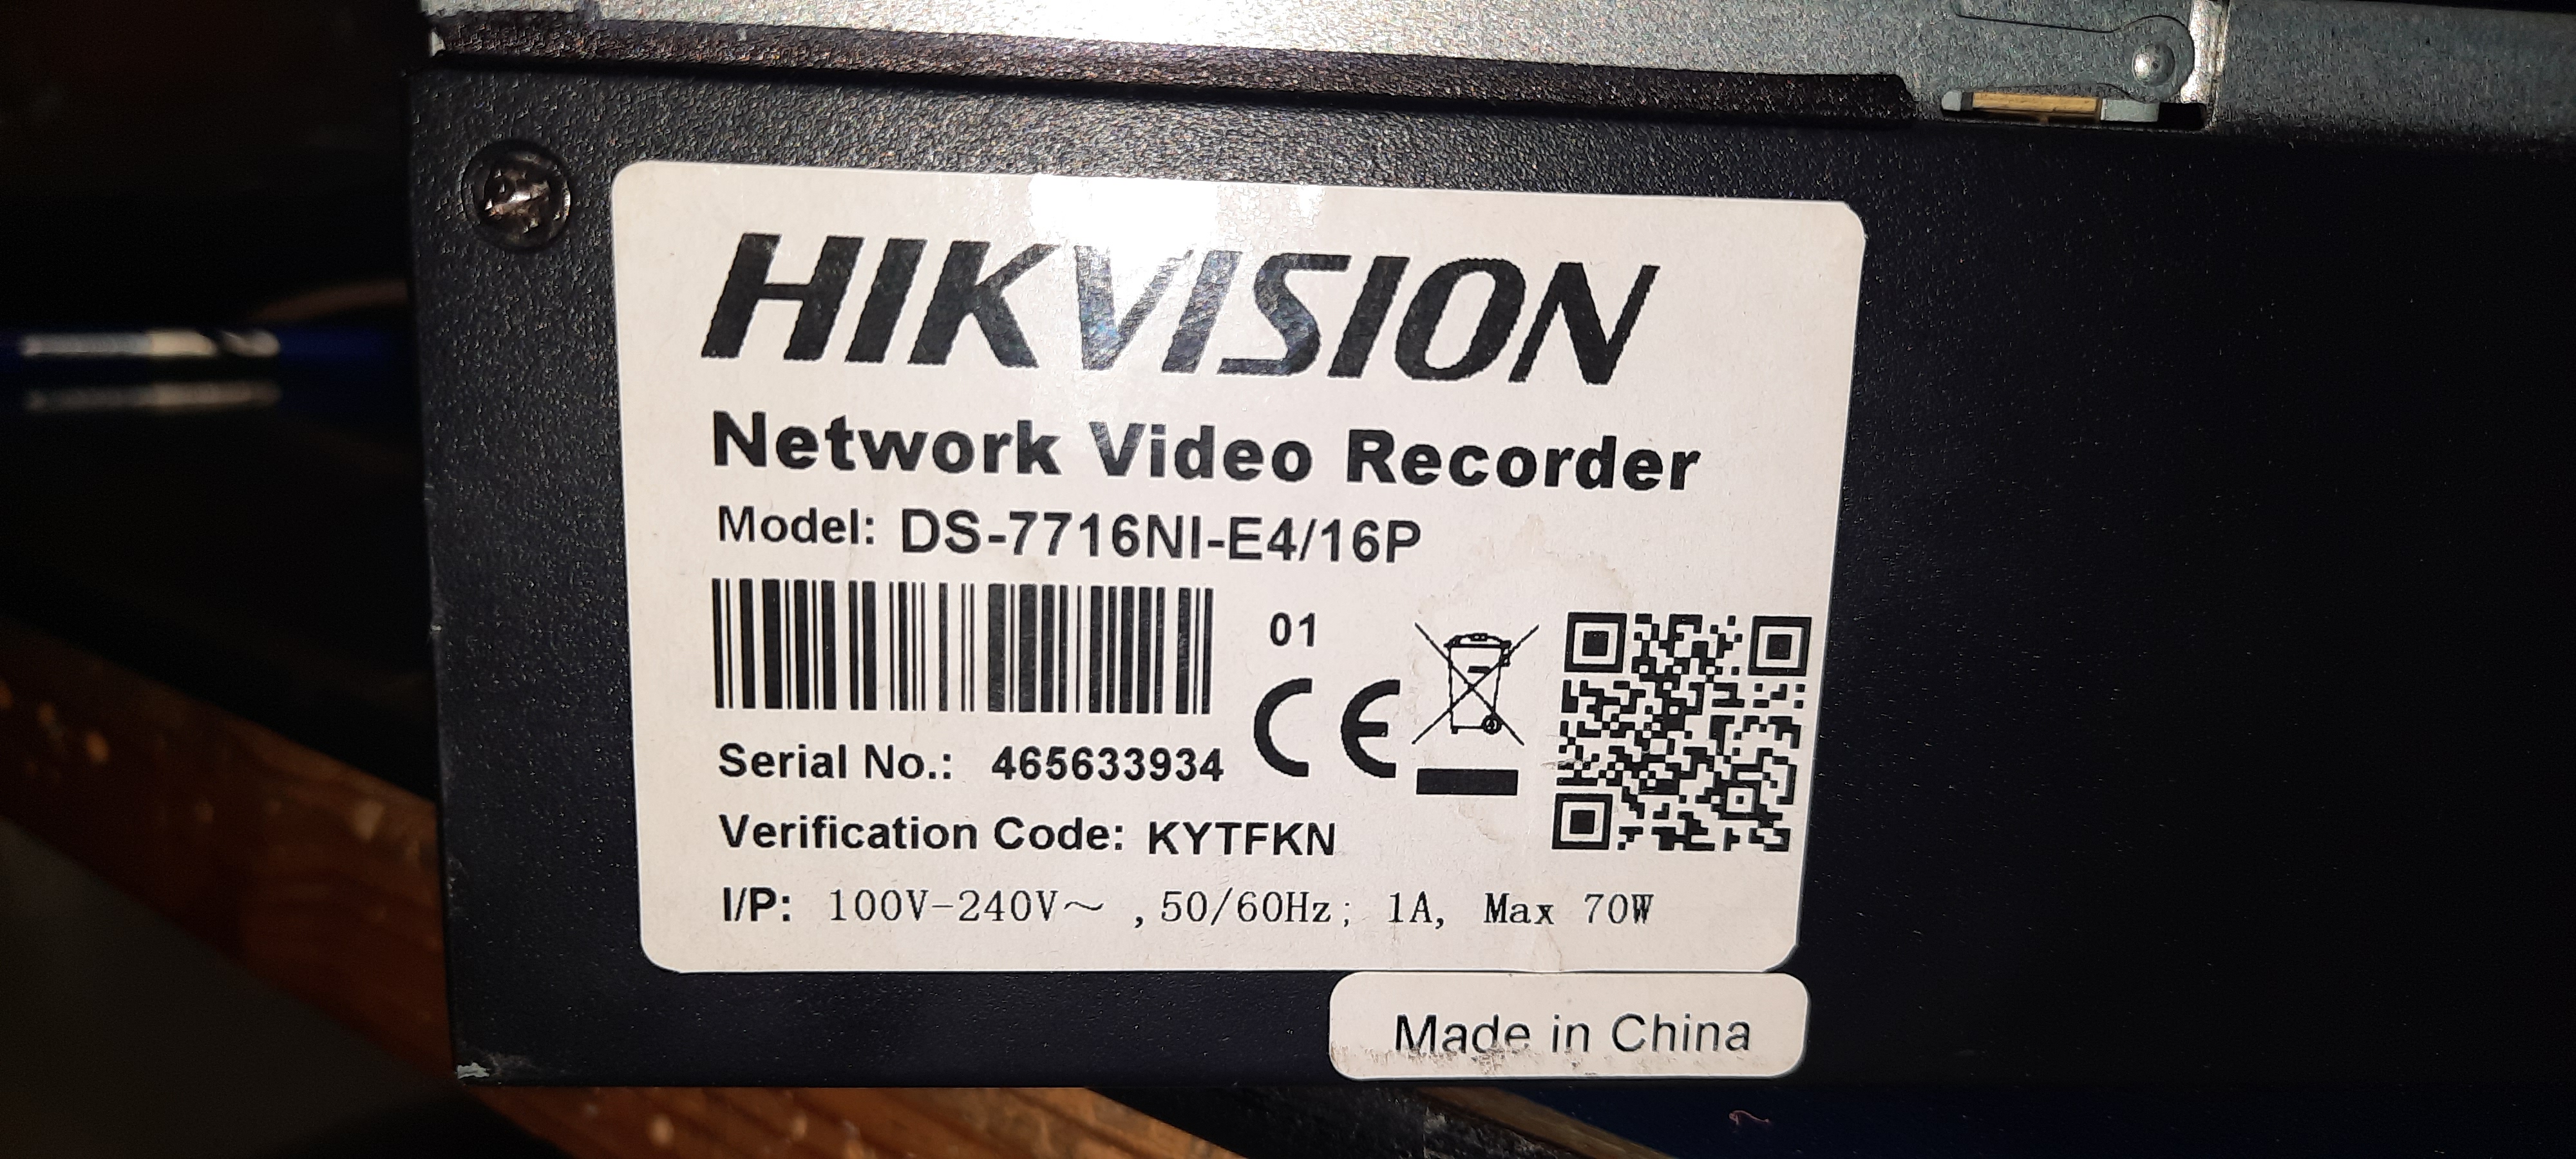 HIKVISION
Network Video Recorder
Model: DS-7716NI-E4/16P
01
CE
Serial No.: 465633934
Verification Code: KYTFKN
I/P: 100V-240V~ ,50/60Hz; 1A, Max 70W
Made in China